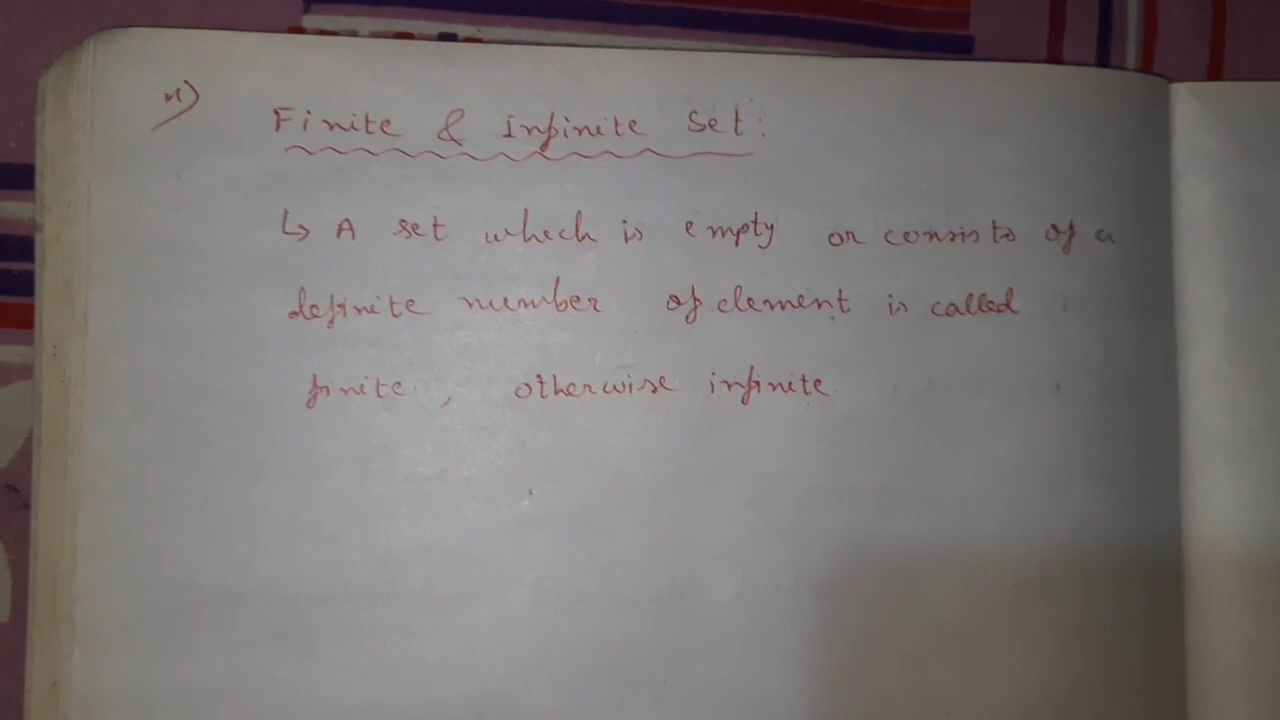 Finite & Infinite Set:
↳ A set which is empty or consists of a
definite number of element is called
finite, otherwise infinite.